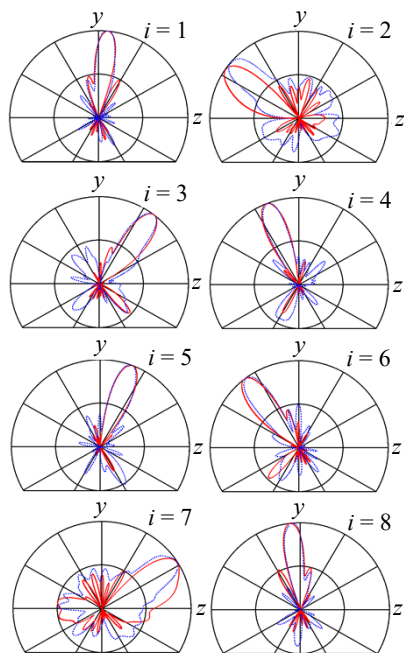 y i = 1 y i = 2
z z
y i = 3 y i = 4
z z
y i = 5 y i = 6
z z
y i = 7 y i = 8
z z